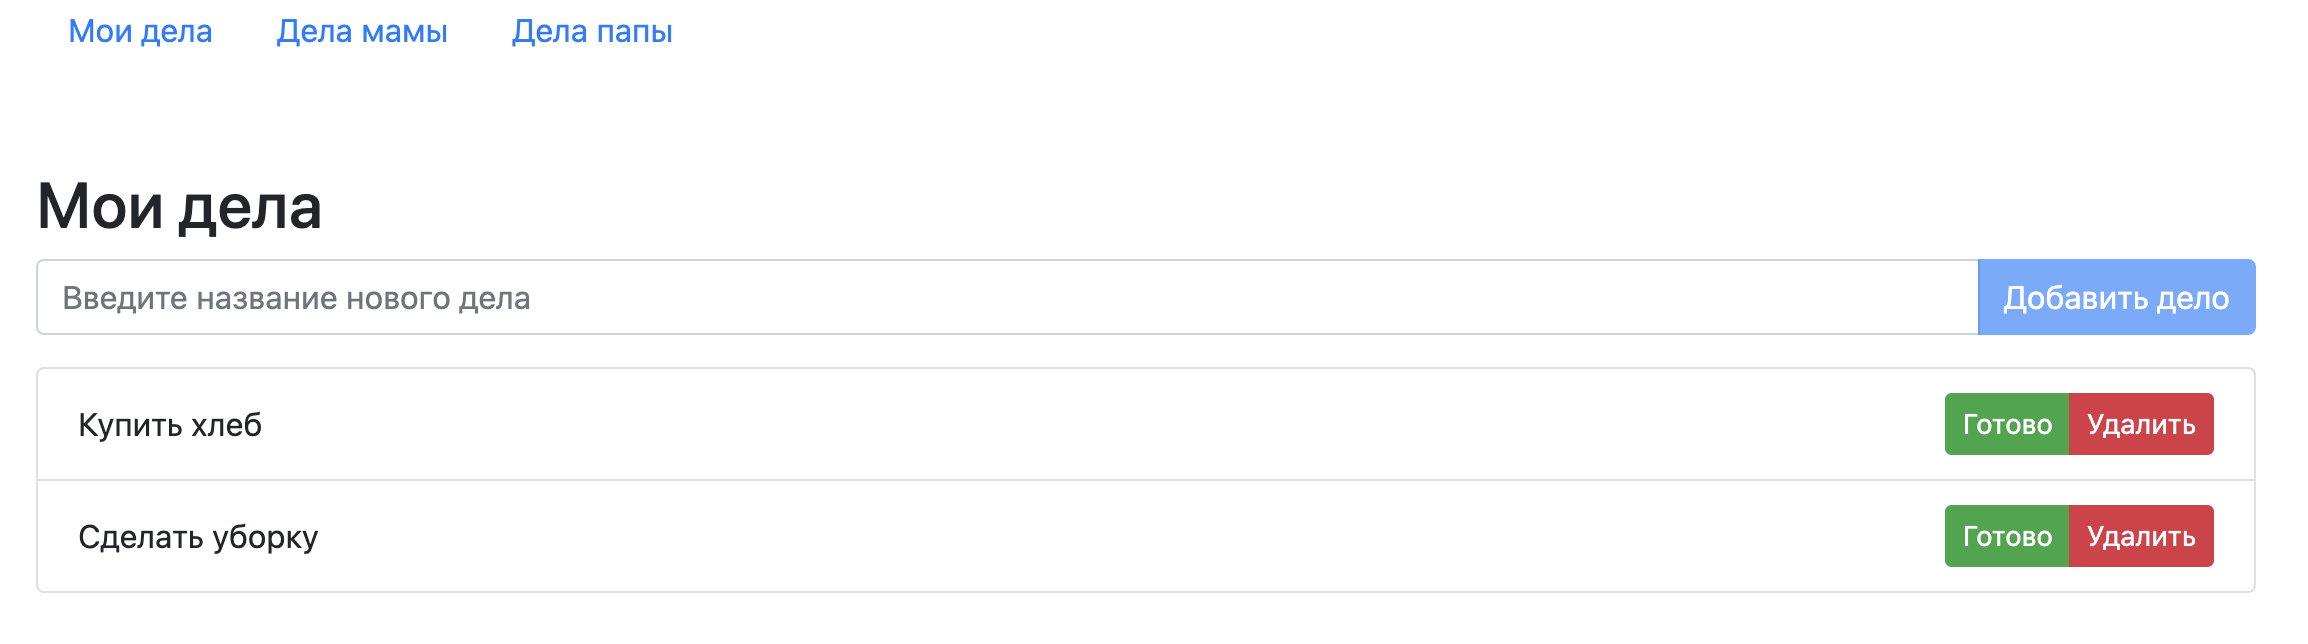 Мои дела Дела мамы Дела папы
Мои дела
Введите название нового дела Добавить дело
Купить хлеб Готово Удалить
Сделать уборку Готово Удалить